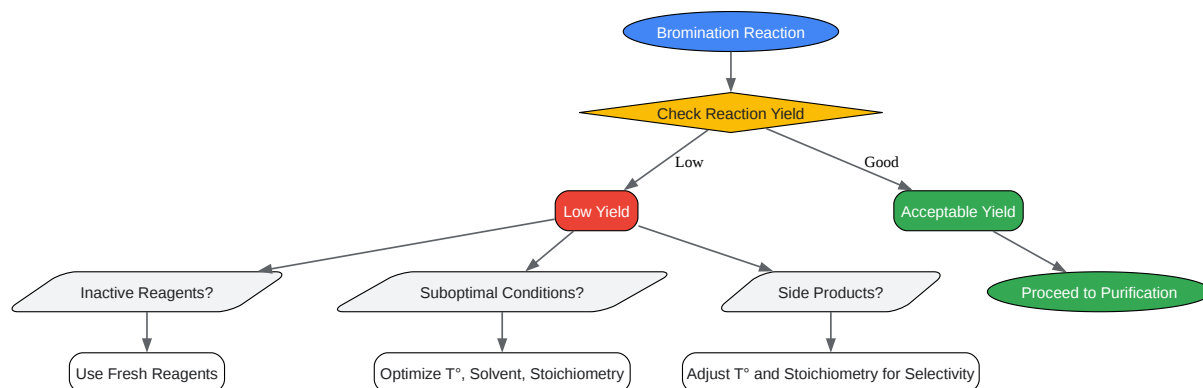 Bromination Reaction
Check Reaction Yield
Low
Good
Low Yield
Acceptable Yield
Inactive Reagents?
Suboptimal Conditions?
Side Products?
Proceed to Purification
Use Fresh Reagents
Optimize T°, Solvent, Stoichiometry
Adjust T° and Stoichiometry for Selectivity